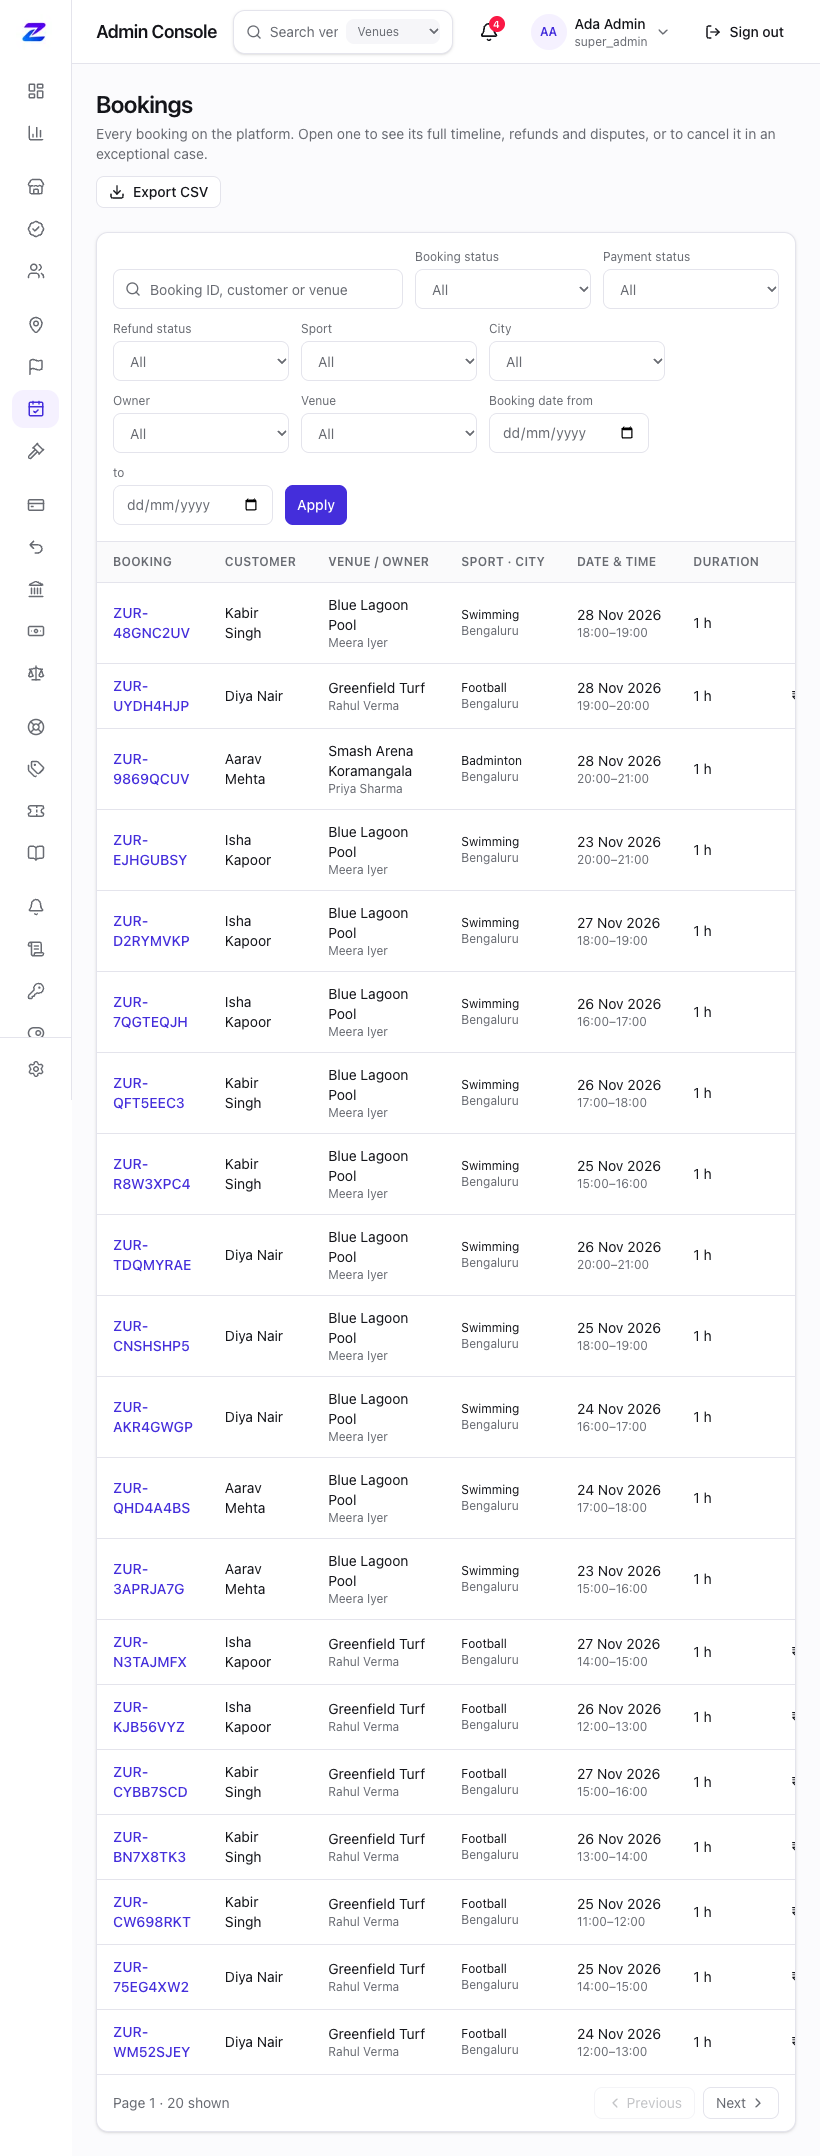 Admin Console
Search ver
Venues
4
AA
Ada Admin
super_admin
Sign out
Bookings
Every booking on the platform. Open one to see its full timeline, refunds and disputes, or to cancel it in an
exceptional case.
Export CSV
Booking ID, customer or venue
Booking status
All
Payment status
All
Refund status
All
Sport
All
City
All
Owner
All
Venue
All
Booking date from
dd/mm/yyyy
to
dd/mm/yyyy
Apply
BOOKING CUSTOMER VENUE / OWNER SPORT · CITY DATE & TIME DURATION
ZUR-
48GNC2UV
Kabir
Singh
Blue Lagoon
Pool
Meera Iyer
Swimming
Bengaluru
28 Nov 2026
18:00–19:00
1 h
ZUR-
UYDH4HJP
Diya Nair
Greenfield Turf
Rahul Verma
Football
Bengaluru
28 Nov 2026
19:00–20:00
1 h
ZUR-
9869QCUV
Aarav
Mehta
Smash Arena
Koramangala
Priya Sharma
Badminton
Bengaluru
28 Nov 2026
20:00–21:00
1 h
ZUR-
EJHGUBSY
Isha
Kapoor
Blue Lagoon
Pool
Meera Iyer
Swimming
Bengaluru
23 Nov 2026
20:00–21:00
1 h
ZUR-
D2RYMVKP
Isha
Kapoor
Blue Lagoon
Pool
Meera Iyer
Swimming
Bengaluru
27 Nov 2026
18:00–19:00
1 h
ZUR-
7QGTEQJH
Isha
Kapoor
Blue Lagoon
Pool
Meera Iyer
Swimming
Bengaluru
26 Nov 2026
16:00–17:00
1 h
ZUR-
QFT5EEC3
Kabir
Singh
Blue Lagoon
Pool
Meera Iyer
Swimming
Bengaluru
26 Nov 2026
17:00–18:00
1 h
ZUR-
R8W3XPC4
Kabir
Singh
Blue Lagoon
Pool
Meera Iyer
Swimming
Bengaluru
25 Nov 2026
15:00–16:00
1 h
ZUR-
TDQMYRAE
Diya Nair
Blue Lagoon
Pool
Meera Iyer
Swimming
Bengaluru
26 Nov 2026
20:00–21:00
1 h
ZUR-
CNSHSHP5
Diya Nair
Blue Lagoon
Pool
Meera Iyer
Swimming
Bengaluru
25 Nov 2026
18:00–19:00
1 h
ZUR-
AKR4GWGP
Diya Nair
Blue Lagoon
Pool
Meera Iyer
Swimming
Bengaluru
24 Nov 2026
16:00–17:00
1 h
ZUR-
QHD4A4BS
Aarav
Mehta
Blue Lagoon
Pool
Meera Iyer
Swimming
Bengaluru
24 Nov 2026
17:00–18:00
1 h
ZUR-
3APRJA7G
Aarav
Mehta
Blue Lagoon
Pool
Meera Iyer
Swimming
Bengaluru
23 Nov 2026
15:00–16:00
1 h
ZUR-
N3TAJMFX
Isha
Kapoor
Greenfield Turf
Rahul Verma
Football
Bengaluru
27 Nov 2026
14:00–15:00
1 h
ZUR-
KJB56VYZ
Isha
Kapoor
Greenfield Turf
Rahul Verma
Football
Bengaluru
26 Nov 2026
12:00–13:00
1 h
ZUR-
CYBB7SCD
Kabir
Singh
Greenfield Turf
Rahul Verma
Football
Bengaluru
27 Nov 2026
15:00–16:00
1 h
ZUR-
BN7X8TK3
Kabir
Singh
Greenfield Turf
Rahul Verma
Football
Bengaluru
26 Nov 2026
13:00–14:00
1 h
ZUR-
CW698RKT
Kabir
Singh
Greenfield Turf
Rahul Verma
Football
Bengaluru
25 Nov 2026
11:00–12:00
1 h
ZUR-
75EG4XW2
Diya Nair
Greenfield Turf
Rahul Verma
Football
Bengaluru
25 Nov 2026
14:00–15:00
1 h
ZUR-
WM52SJEY
Diya Nair
Greenfield Turf
Rahul Verma
Football
Bengaluru
24 Nov 2026
12:00–13:00
1 h
Page 1 · 20 shown
Previous
Next